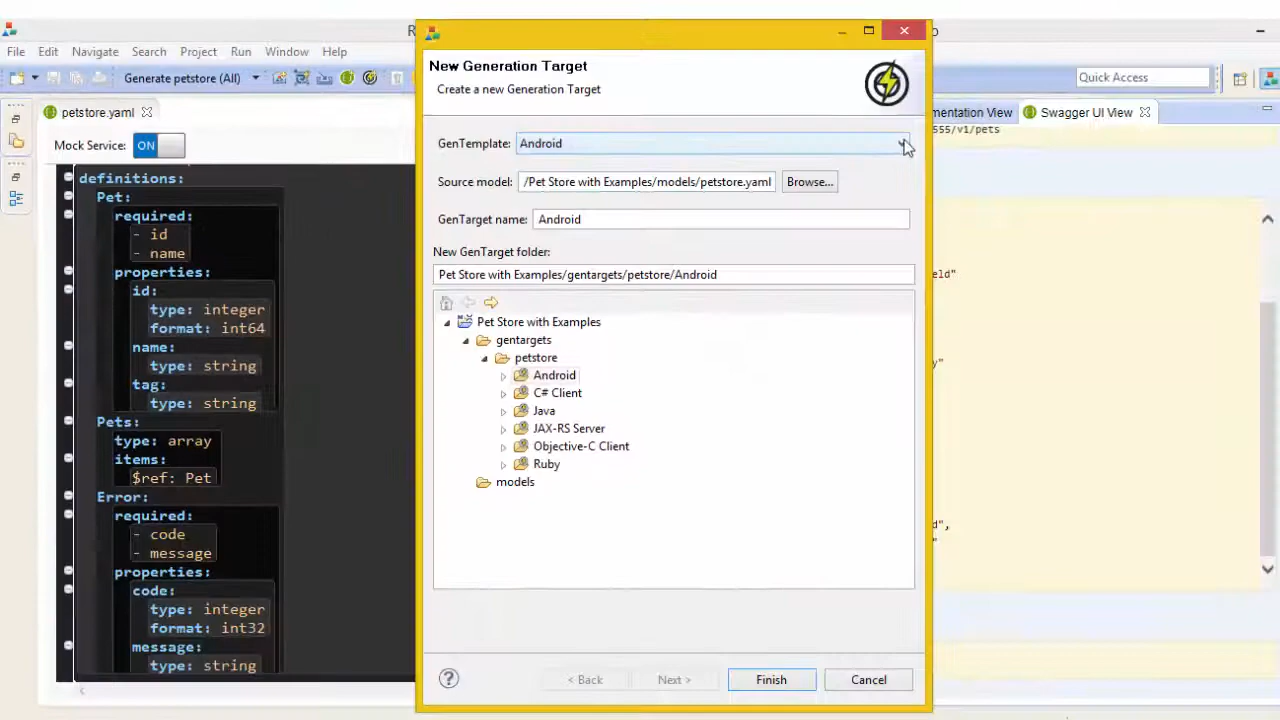 R
o
File Edit Navigate Search Project Run Window Help
Generate petstore (All)
Quick Access
petstore.yaml
mentation View
Swagger UI View
555/v1/pets
Mock Service: ON
definitions:
Pet:
required:
- id
- name
properties:
id:
type: integer
format: int64
name:
type: string
tag:
type: string
Pets:
type: array
items:
$ref: Pet
Error:
required:
- code
- message
properties:
code:
type: integer
format: int32
message:
type: string
New Generation Target
Create a new Generation Target
GenTemplate: Android
Source model: /Pet Store with Examples/models/petstore.yaml Browse...
GenTarget name: Android
New GenTarget folder:
Pet Store with Examples/gentargets/petstore/Android
Pet Store with Examples
gentargets
petstore
Android
C# Client
Java
JAX-RS Server
Objective-C Client
Ruby
models
? < Back Next > Finish Cancel
eld"
y"
d",
"